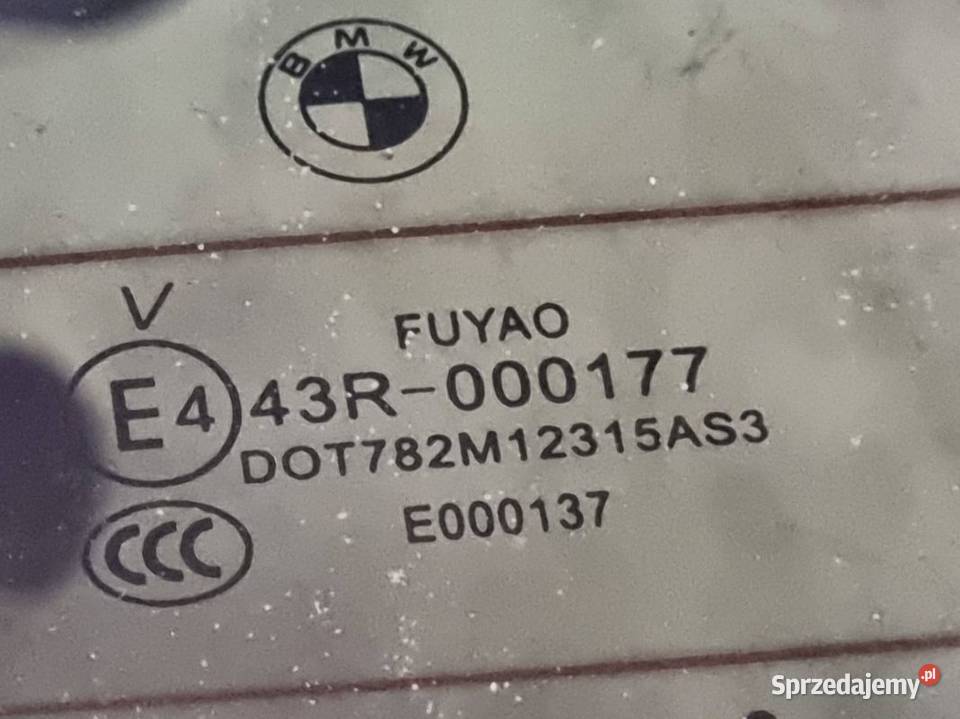 BMW
V
FUYAO
E4 43R-000177
DOT782M12315AS3
E000137
CCC
Sprzedajemy.pl